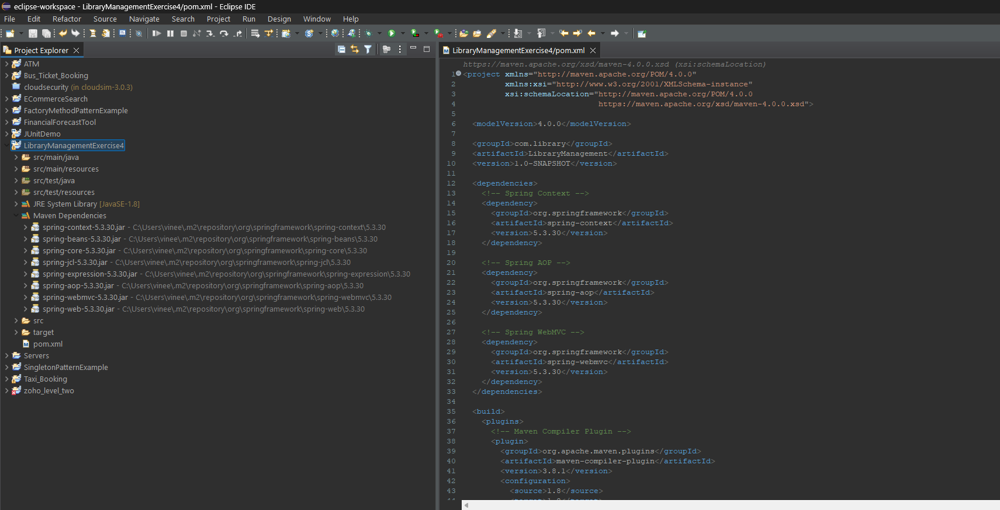 eclipse-workspace - LibraryManagementExercise4/pom.xml - Eclipse IDE
File Edit Refactor Source Navigate Search Project Run Design Window Help
Project Explorer
ATM
Bus_Ticket_Booking
cloudsecurity (in cloudsim-3.0.3)
ECommerceSearch
FactoryMethodPatternExample
FinancialForecastTool
JUnitDemo
LibraryManagementExercise4
src/main/java
src/main/resources
src/test/java
src/test/resources
JRE System Library [JavaSE-1.8]
Maven Dependencies
spring-context-5.3.30.jar - C:\Users\vinee\.m2\repository\org\springframework\spring-context\5.3.30
spring-beans-5.3.30.jar - C:\Users\vinee\.m2\repository\org\springframework\spring-beans\5.3.30
spring-core-5.3.30.jar - C:\Users\vinee\.m2\repository\org\springframework\spring-core\5.3.30
spring-jcl-5.3.30.jar - C:\Users\vinee\.m2\repository\org\springframework\spring-jcl\5.3.30
spring-expression-5.3.30.jar - C:\Users\vinee\.m2\repository\org\springframework\spring-expression\5.3.30
spring-aop-5.3.30.jar - C:\Users\vinee\.m2\repository\org\springframework\spring-aop\5.3.30
spring-webmvc-5.3.30.jar - C:\Users\vinee\.m2\repository\org\springframework\spring-webmvc\5.3.30
spring-web-5.3.30.jar - C:\Users\vinee\.m2\repository\org\springframework\spring-web\5.3.30
src
target
pom.xml
Servers
SingletonPatternExample
Taxi_Booking
zoho_level_two
LibraryManagementExercise4/pom.xml
https://maven.apache.org/xsd/maven-4.0.0.xsd (xsi:schemaLocation)
1 <project xmlns="http://maven.apache.org/POM/4.0.0"
2 xmlns:xsi="http://www.w3.org/2001/XMLSchema-instance"
3 xsi:schemaLocation="http://maven.apache.org/POM/4.0.0
4 https://maven.apache.org/xsd/maven-4.0.0.xsd">
5
6 <modelVersion>4.0.0</modelVersion>
7
8 <groupId>com.library</groupId>
9 <artifactId>LibraryManagement</artifactId>
10 <version>1.0-SNAPSHOT</version>
11
12 <dependencies>
13 <!-- Spring Context -->
14 <dependency>
15 <groupId>org.springframework</groupId>
16 <artifactId>spring-context</artifactId>
17 <version>5.3.30</version>
18 </dependency>
19
20 <!-- Spring AOP -->
21 <dependency>
22 <groupId>org.springframework</groupId>
23 <artifactId>spring-aop</artifactId>
24 <version>5.3.30</version>
25 </dependency>
26
27 <!-- Spring WebMVC -->
28 <dependency>
29 <groupId>org.springframework</groupId>
30 <artifactId>spring-webmvc</artifactId>
31 <version>5.3.30</version>
32 </dependency>
33 </dependencies>
34
35 <build>
36 <plugins>
37 <!-- Maven Compiler Plugin -->
38 <plugin>
39 <groupId>org.apache.maven.plugins</groupId>
40 <artifactId>maven-compiler-plugin</artifactId>
41 <version>3.8.1</version>
42 <configuration>
43 <source>1.8</source>